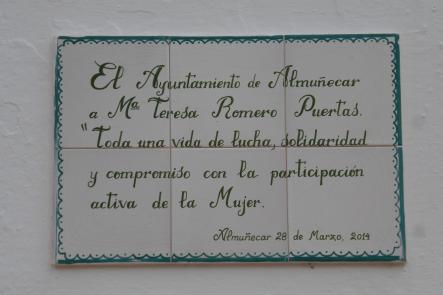 El Ayuntamiento de Almuñecar
a Mª Teresa Romero Puertas.
"Toda una vida de lucha, solidaridad
y compromiso con la participación
activa de la Mujer.
Almuñecar 28 de Marzo, 2014